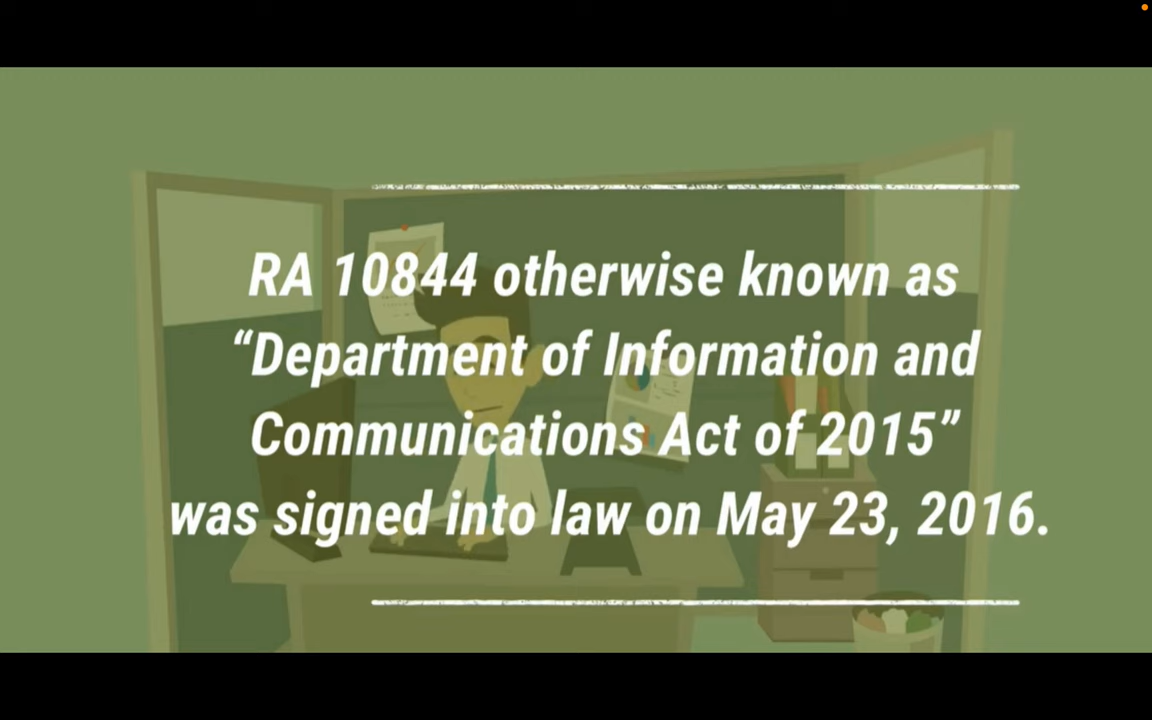 RA 10844 otherwise known as
“Department of Information and
Communications Act of 2015”
was signed into law on May 23, 2016.